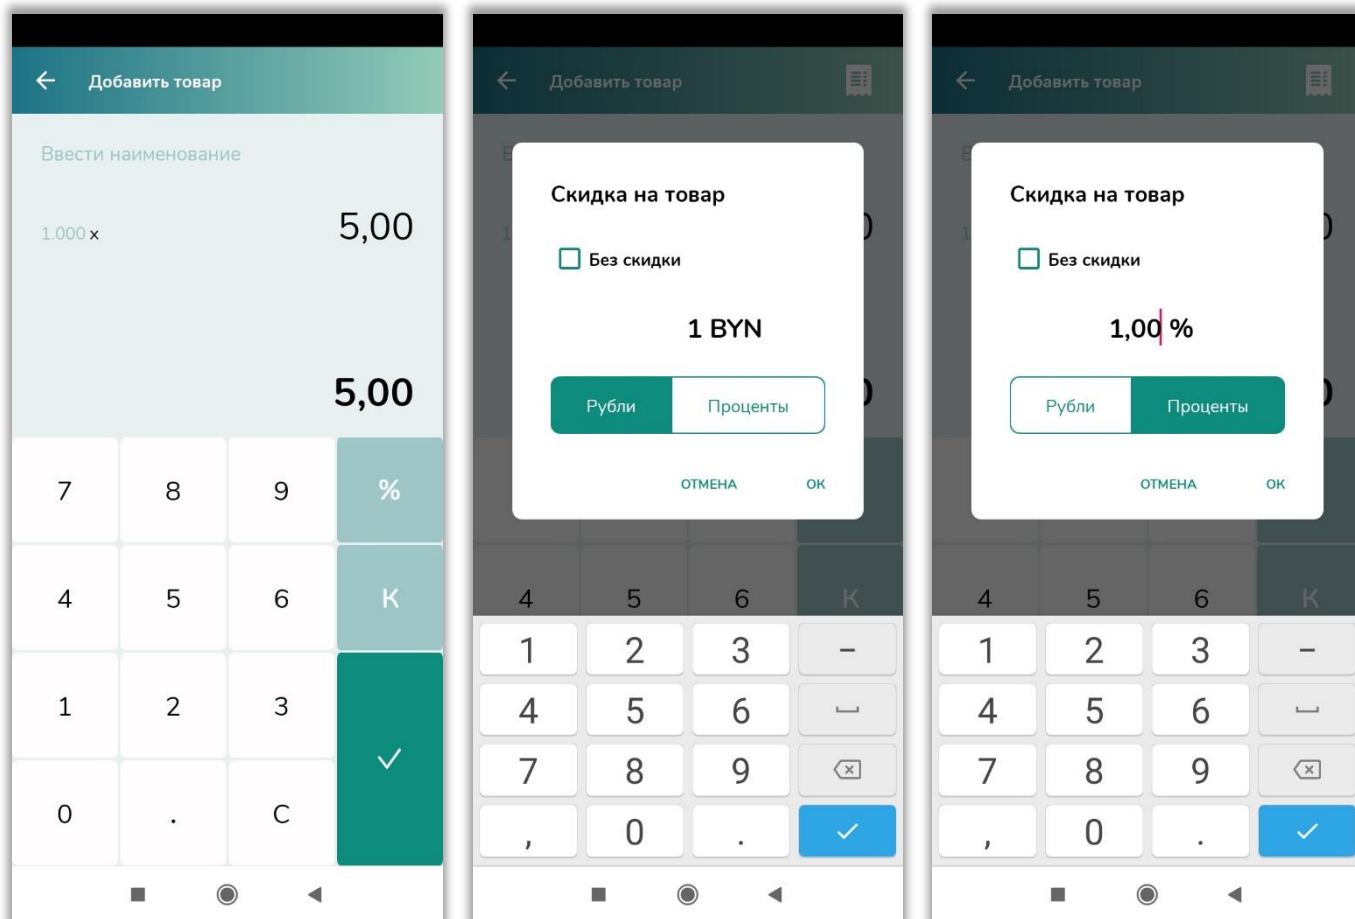 Добавить товар
Ввести наименование
1.000 x
5,00
5,00
7 8 9 %
4 5 6 К
1 2 3
0 . С
Добавить товар
Скидка на товар
Без скидки
1 BYN
Рубли Проценты
ОТМЕНА ОК
4 5 6 К
1 2 3 –
4 5 6
7 8 9
, 0 .
Добавить товар
Скидка на товар
Без скидки
1,00 %
Рубли Проценты
ОТМЕНА ОК
4 5 6 К
1 2 3 –
4 5 6
7 8 9
, 0 .